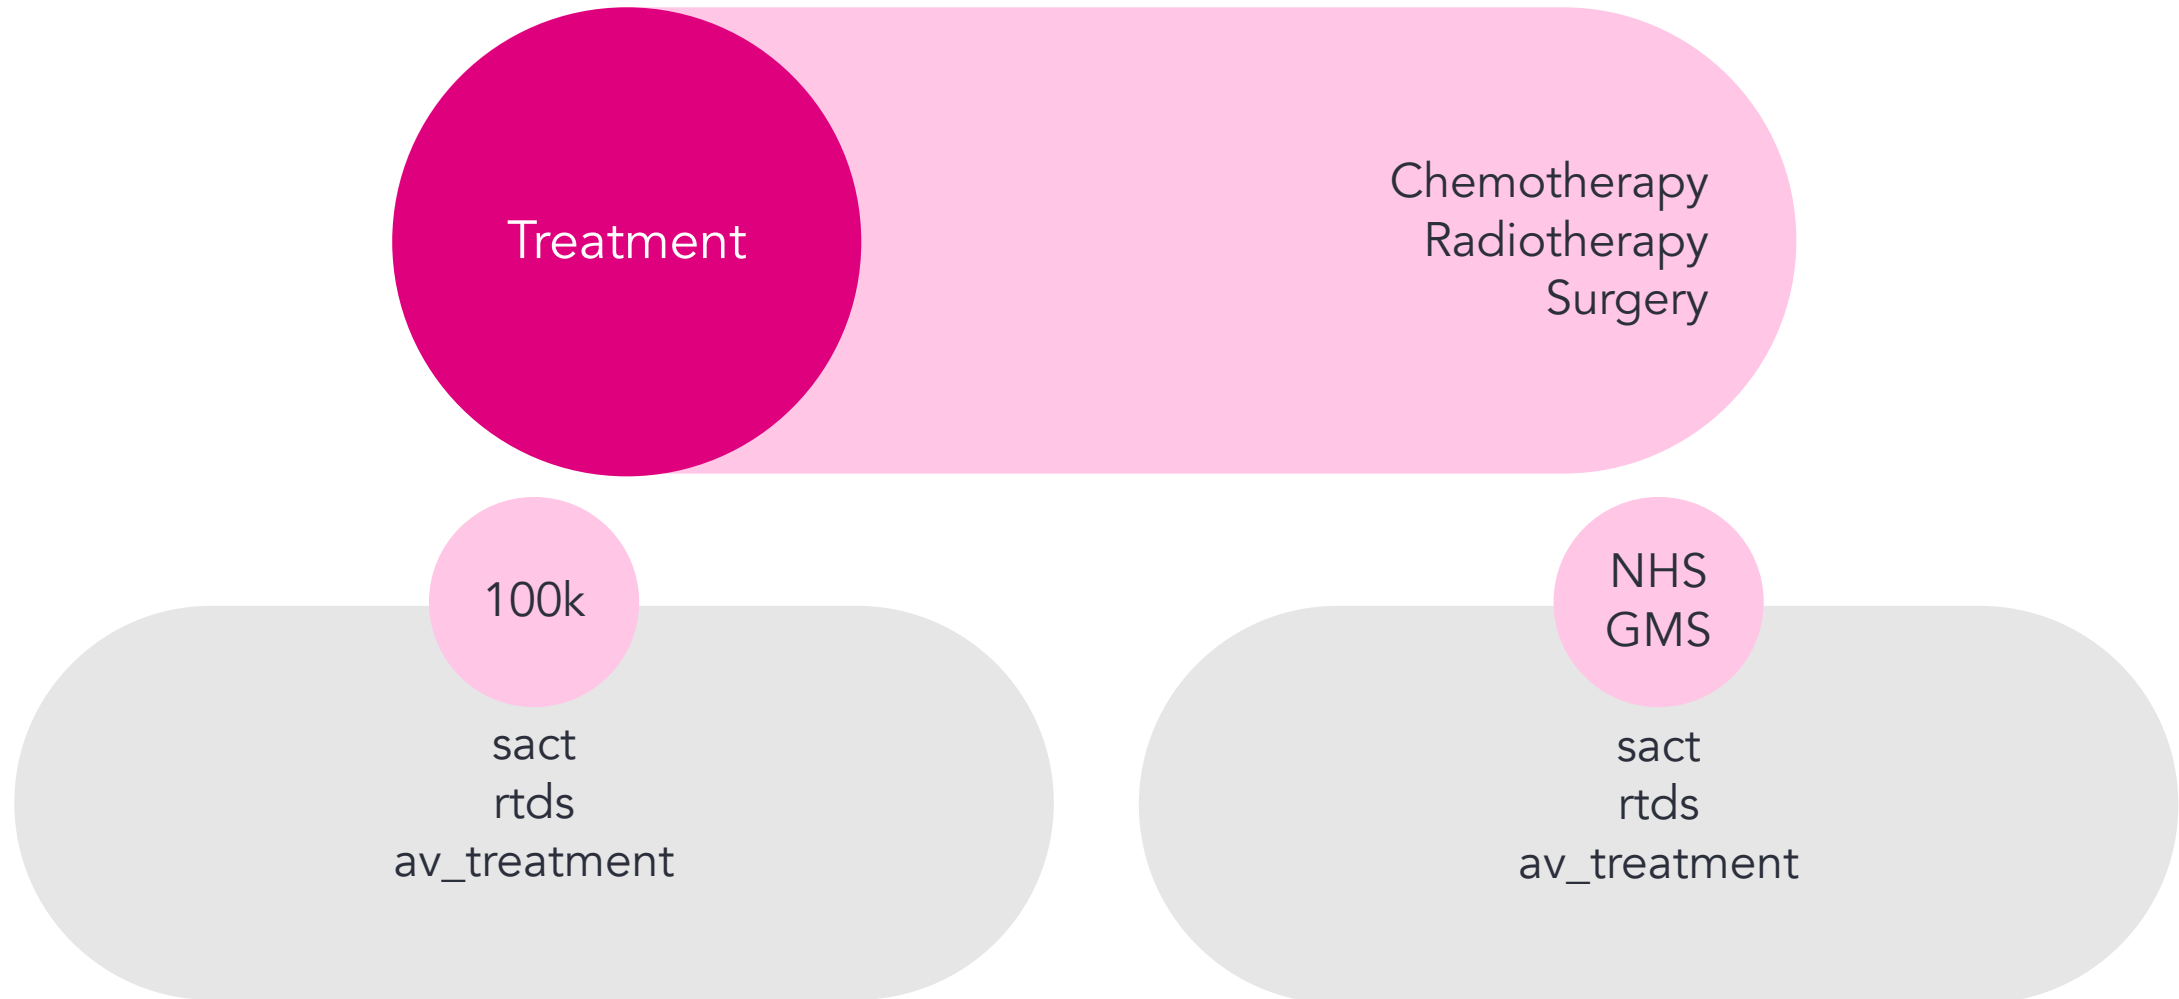 Treatment
Chemotherapy
Radiotherapy
Surgery
100k
sact
rtds
av_treatment
NHS
GMS
sact
rtds
av_treatment